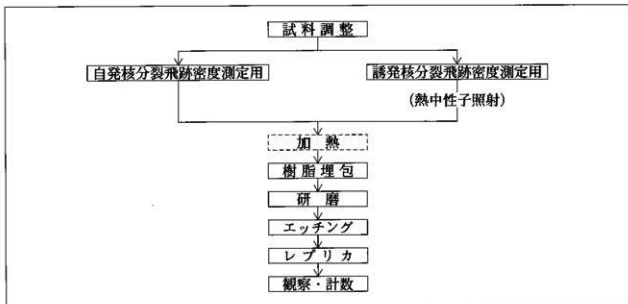 試料調整
自発核分裂飛跡密度測定用
誘発核分裂飛跡密度測定用
(熱中性子照射)
加熱
樹脂埋包
研磨
エッチング
レプリカ
観察・計数